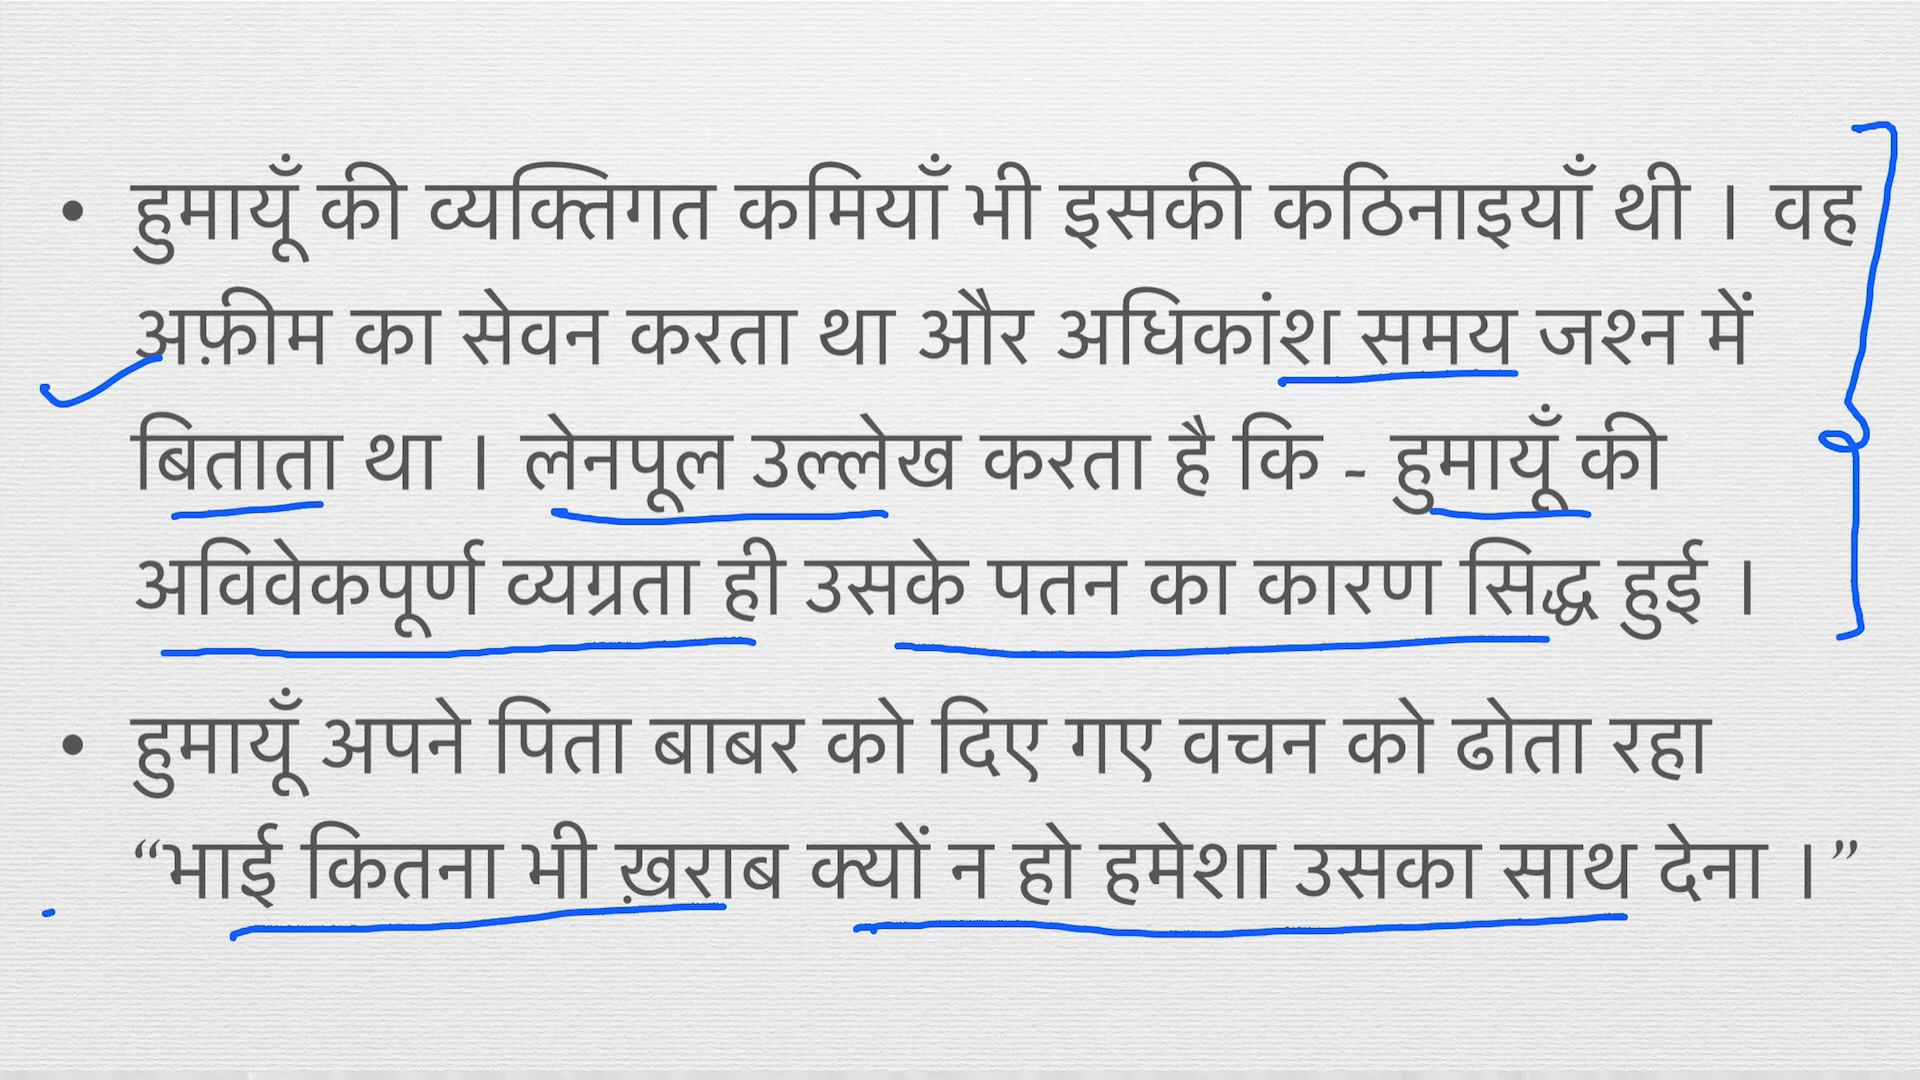 • हुमायूँ की व्यक्तिगत कमियाँ भी इसकी कठिनाइयाँ थी । वह
अफ़ीम का सेवन करता था और अधिकांश समय जश्न में
बिताता था । लेनपूल उल्लेख करता है कि - हुमायूँ की
अविवेकपूर्ण व्यग्रता ही उसके पतन का कारण सिद्ध हुई ।
• हुमायूँ अपने पिता बाबर को दिए गए वचन को ढोता रहा
“भाई कितना भी ख़राब क्यों न हो हमेशा उसका साथ देना ।”